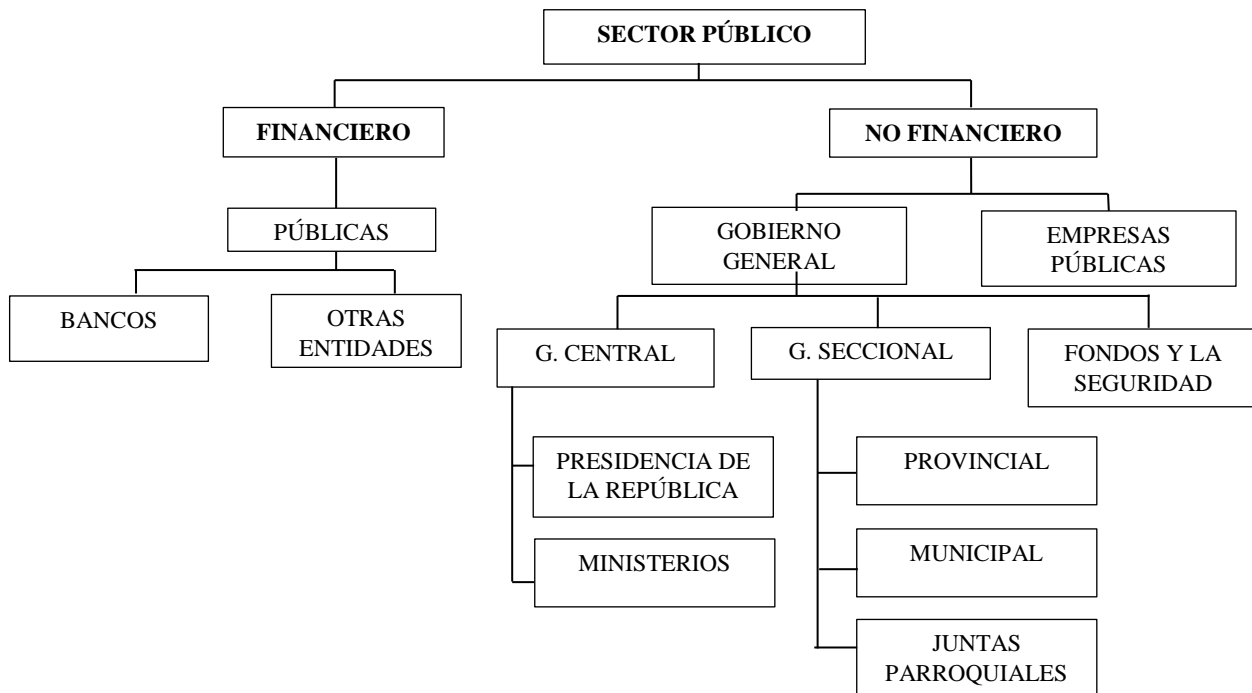 SECTOR PÚBLICO
FINANCIERO
NO FINANCIERO
PÚBLICAS
GOBIERNO
GENERAL
EMPRESAS
PÚBLICAS
BANCOS
OTRAS
ENTIDADES
G. CENTRAL
G. SECCIONAL
FONDOS Y LA
SEGURIDAD
PRESIDENCIA DE
LA REPÚBLICA
PROVINCIAL
MINISTERIOS
MUNICIPAL
JUNTAS
PARROQUIALES